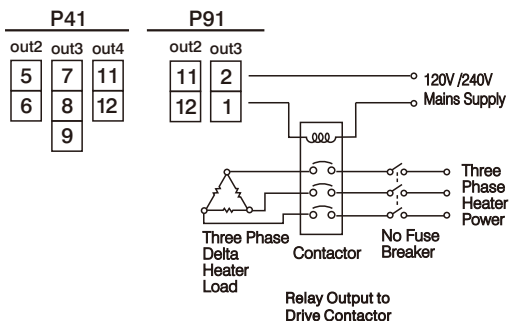 P41 P91
out2 out3 out4 out2 out3
5 7 11 11 2
6 8 12 12 1
9
120V /240V
Mains Supply
Three
Phase
Heater
Power
Three Phase
Delta
Heater
Load
Contactor
No Fuse
Breaker
Relay Output to
Drive Contactor